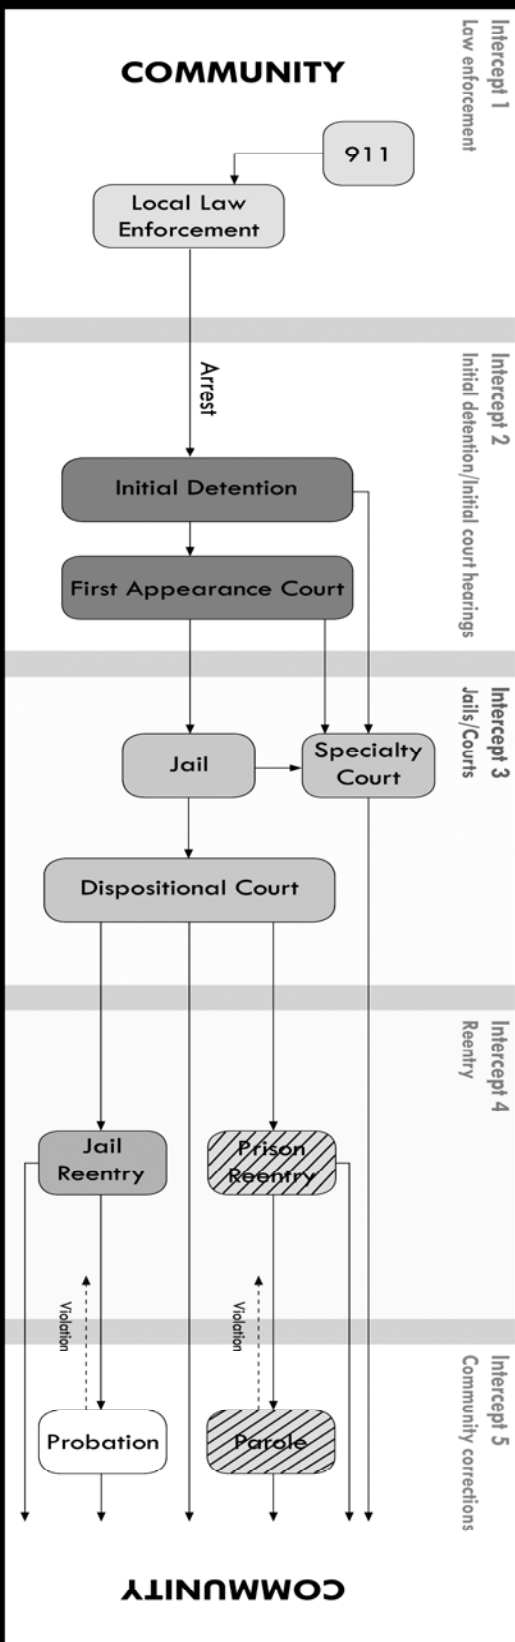 Intercept 1
Law enforcement
COMMUNITY
911
Local Law
Enforcement
Intercept 2
Initial detention/Initial court hearings
Arrest
Initial Detention
First Appearance Court
Intercept 3
Jails/Courts
Jail
Specialty
Court
Dispositional Court
Intercept 4
Reentry
Jail
Reentry
Prison
Reentry
Violation
Violation
Intercept 5
Community corrections
Probation
Parole
COMMUNITY